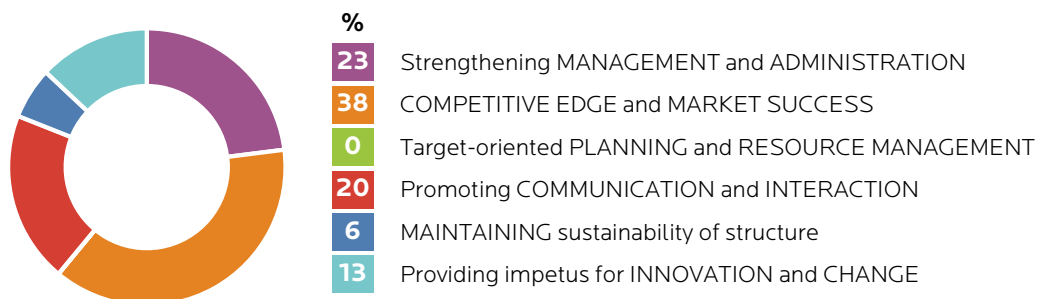 %
23 Strengthening MANAGEMENT and ADMINISTRATION
38 COMPETITIVE EDGE and MARKET SUCCESS
0 Target-oriented PLANNING and RESOURCE MANAGEMENT
20 Promoting COMMUNICATION and INTERACTION
6 MAINTAINING sustainability of structure
13 Providing impetus for INNOVATION and CHANGE